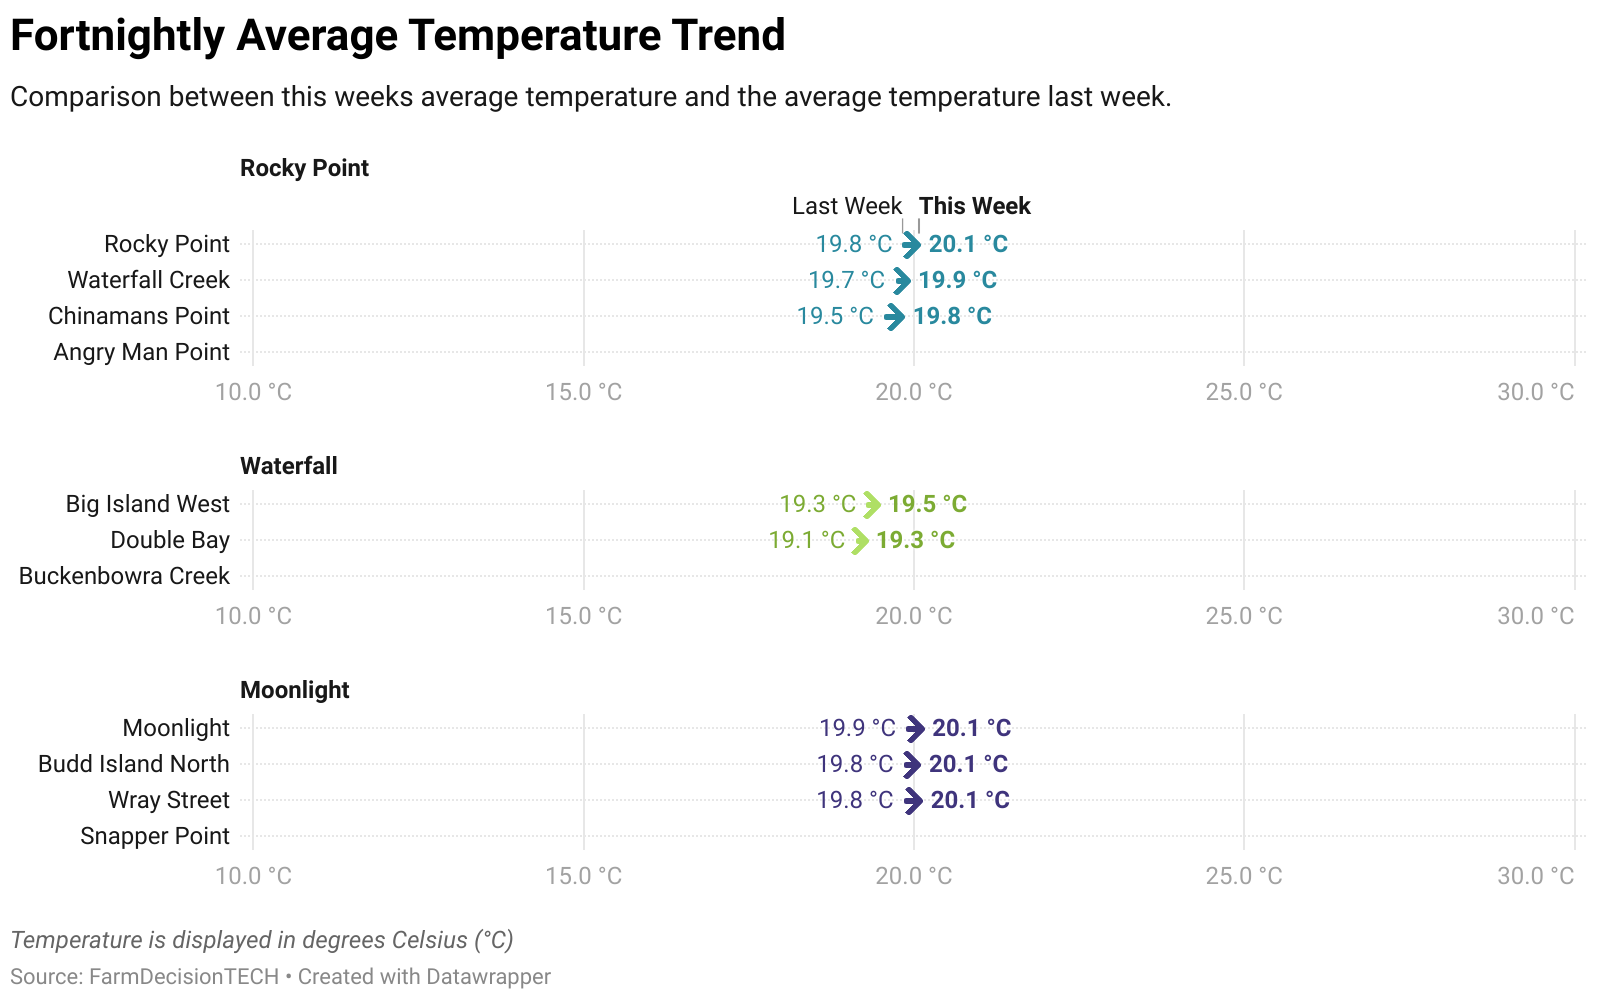 Fortnightly Average Temperature Trend
Comparison between this weeks average temperature and the average temperature last week.
Rocky Point
Last Week This Week
Rocky Point 19.8 °C 20.1 °C
Waterfall Creek 19.7 °C 19.9 °C
Chinamans Point 19.5 °C 19.8 °C
Angry Man Point
10.0 °C 15.0 °C 20.0 °C 25.0 °C 30.0 °C
Waterfall
Big Island West 19.3 °C 19.5 °C
Double Bay 19.1 °C 19.3 °C
Buckenbowra Creek
10.0 °C 15.0 °C 20.0 °C 25.0 °C 30.0 °C
Moonlight
Moonlight 19.9 °C 20.1 °C
Budd Island North 19.8 °C 20.1 °C
Wray Street 19.8 °C 20.1 °C
Snapper Point
10.0 °C 15.0 °C 20.0 °C 25.0 °C 30.0 °C
Temperature is displayed in degrees Celsius (°C)
Source: FarmDecisionTECH • Created with Datawrapper